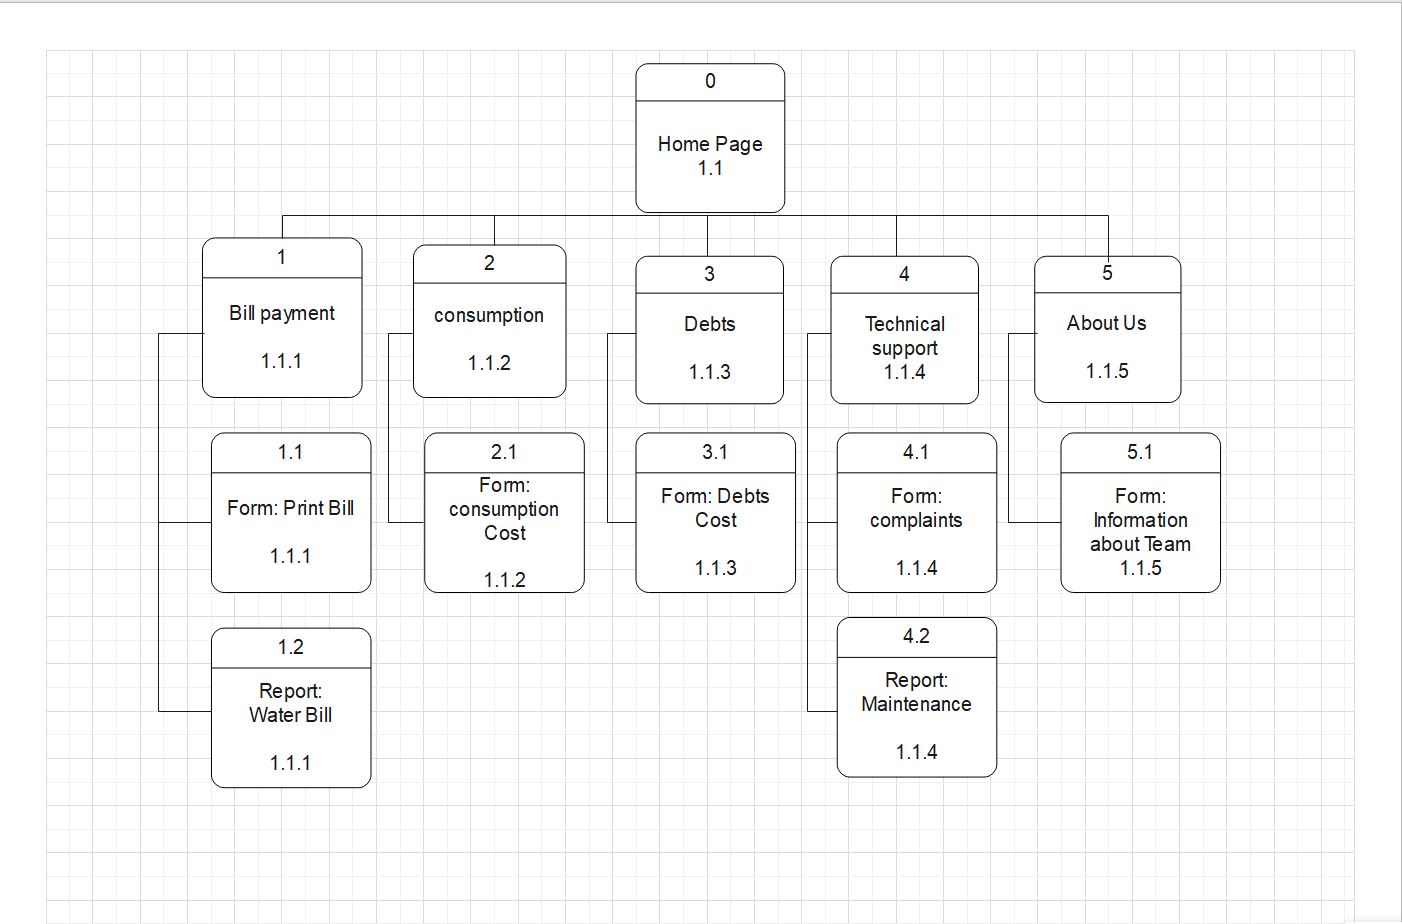 0
Home Page
1.1
1
Bill payment
1.1.1
2
consumption
1.1.2
3
Debts
1.1.3
4
Technical
support
1.1.4
5
About Us
1.1.5
1.1
Form: Print Bill
1.1.1
2.1
Form:
consumption
Cost
1.1.2
3.1
Form: Debts
Cost
1.1.3
4.1
Form:
complaints
1.1.4
5.1
Form:
Information
about Team
1.1.5
1.2
Report:
Water Bill
1.1.1
4.2
Report:
Maintenance
1.1.4